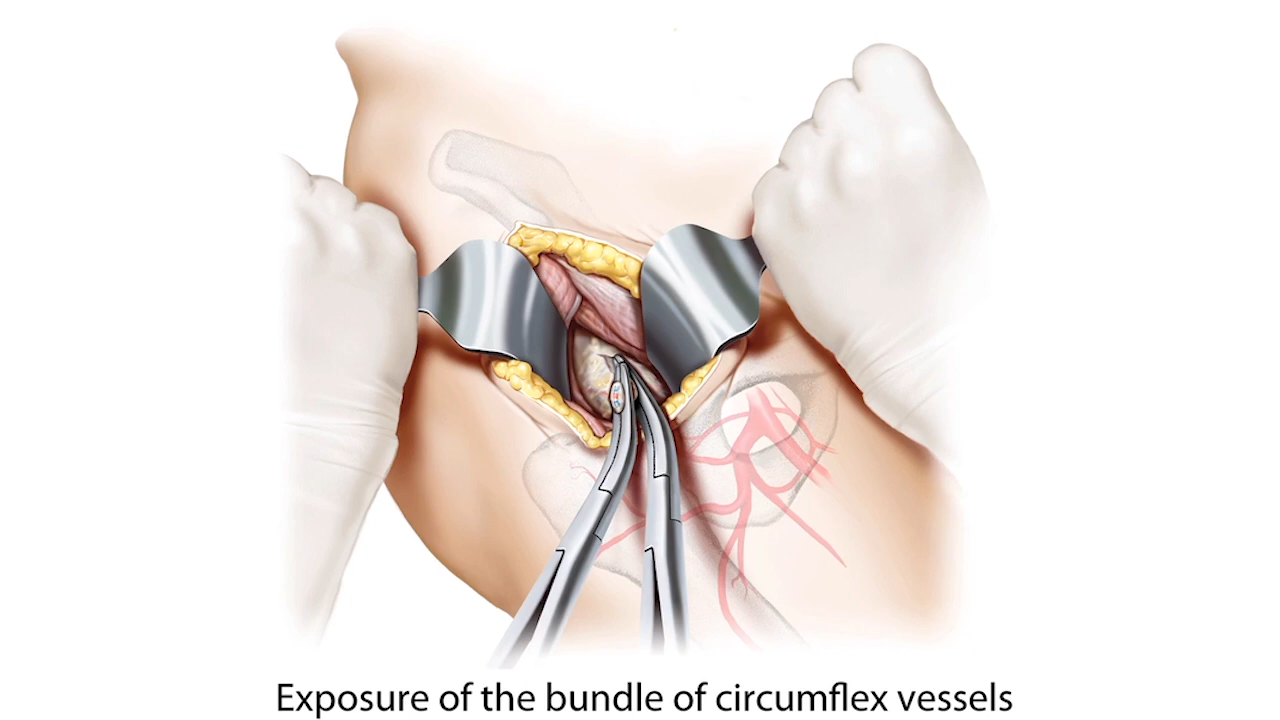 Exposure of the bundle of circumflex vessels